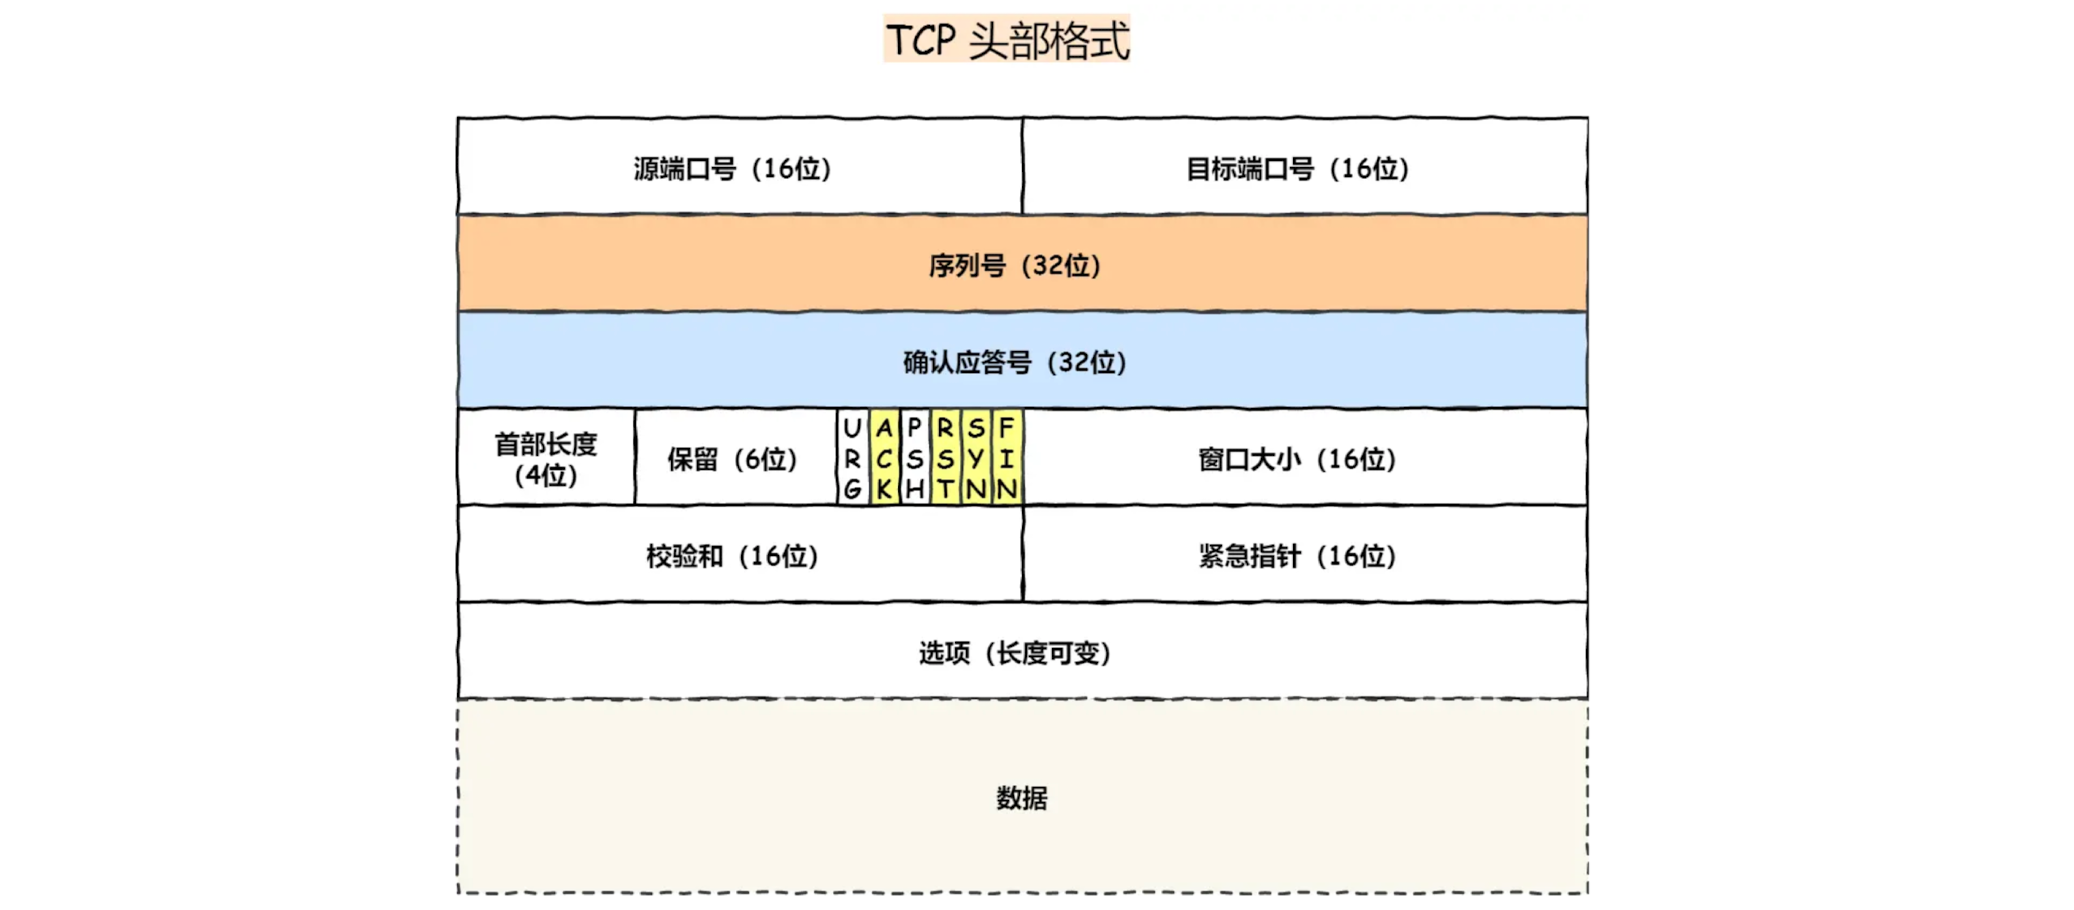 TCP 头部格式
源端口号（16位）
目标端口号（16位）
序列号（32位）
确认应答号（32位）
首部长度
（4位）
保留（6位）
URG
ACK
PSH
RST
SYN
FIN
窗口大小（16位）
校验和（16位）
紧急指针（16位）
选项（长度可变）
数据